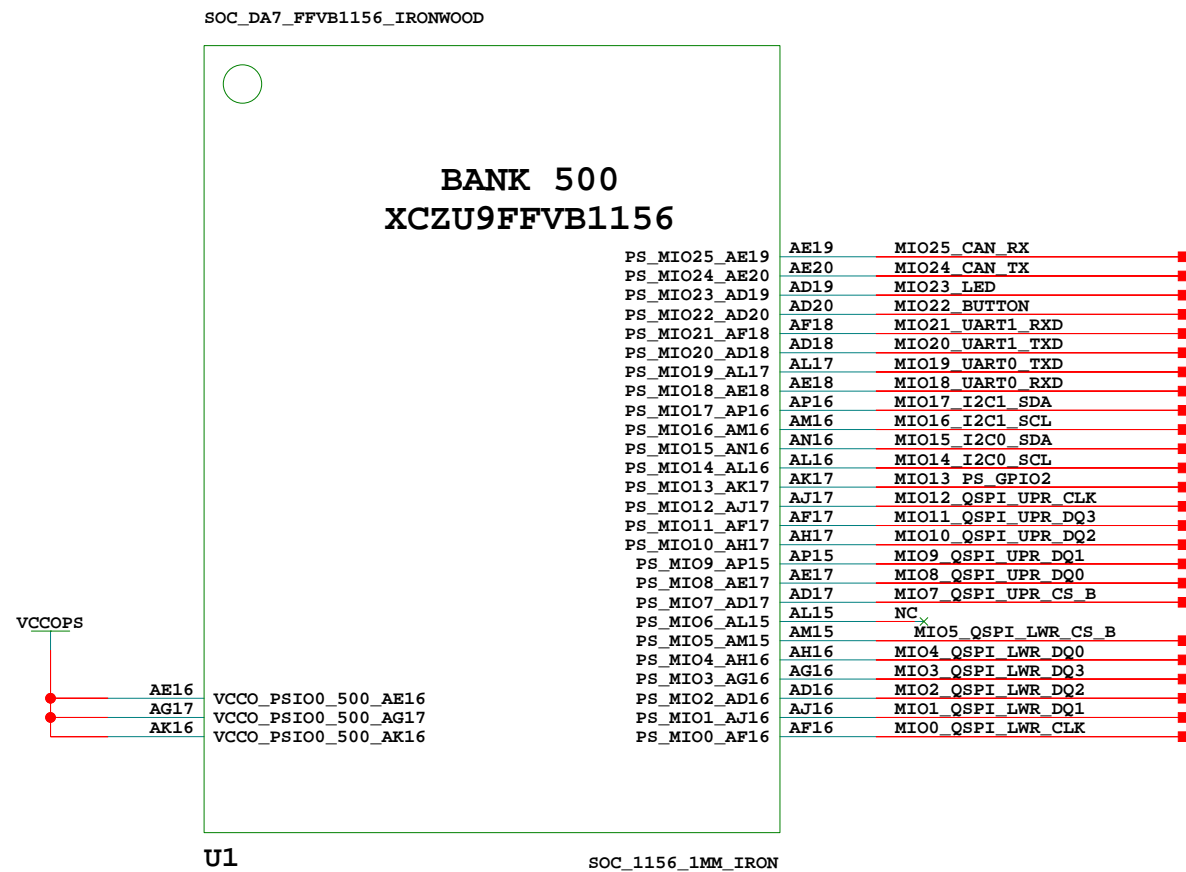 SOC_DA7_FFVB1156_IRONWOOD
BANK 500
XCZU9FFVB1156
PS_MIO25_AE19 AE19 MIO25_CAN_RX
PS_MIO24_AE20 AE20 MIO24_CAN_TX
PS_MIO23_AD19 AD19 MIO23_LED
PS_MIO22_AD20 AD20 MIO22_BUTTON
PS_MIO21_AF18 AF18 MIO21_UART1_RXD
PS_MIO20_AD18 AD18 MIO20_UART1_TXD
PS_MIO19_AL17 AL17 MIO19_UART0_TXD
PS_MIO18_AE18 AE18 MIO18_UART0_RXD
PS_MIO17_AP16 AP16 MIO17_I2C1_SDA
PS_MIO16_AM16 AM16 MIO16_I2C1_SCL
PS_MIO15_AN16 AN16 MIO15_I2C0_SDA
PS_MIO14_AL16 AL16 MIO14_I2C0_SCL
PS_MIO13_AK17 AK17 MIO13_PS_GPIO2
PS_MIO12_AJ17 AJ17 MIO12_QSPI_UPR_CLK
PS_MIO11_AF17 AF17 MIO11_QSPI_UPR_DQ3
PS_MIO10_AH17 AH17 MIO10_QSPI_UPR_DQ2
PS_MIO9_AP15 AP15 MIO9_QSPI_UPR_DQ1
PS_MIO8_AE17 AE17 MIO8_QSPI_UPR_DQ0
PS_MIO7_AD17 AD17 MIO7_QSPI_UPR_CS_B
PS_MIO6_AL15 AL15 NC
VCCOPS
PS_MIO5_AM15 AM15 MIO5_QSPI_LWR_CS_B
PS_MIO4_AH16 AH16 MIO4_QSPI_LWR_DQ0
PS_MIO3_AG16 AG16 MIO3_QSPI_LWR_DQ3
AE16 VCCO_PSIO0_500_AE16 PS_MIO2_AD16 AD16 MIO2_QSPI_LWR_DQ2
AG17 VCCO_PSIO0_500_AG17 PS_MIO1_AJ16 AJ16 MIO1_QSPI_LWR_DQ1
AK16 VCCO_PSIO0_500_AK16 PS_MIO0_AF16 AF16 MIO0_QSPI_LWR_CLK
U1 SOC_1156_1MM_IRON